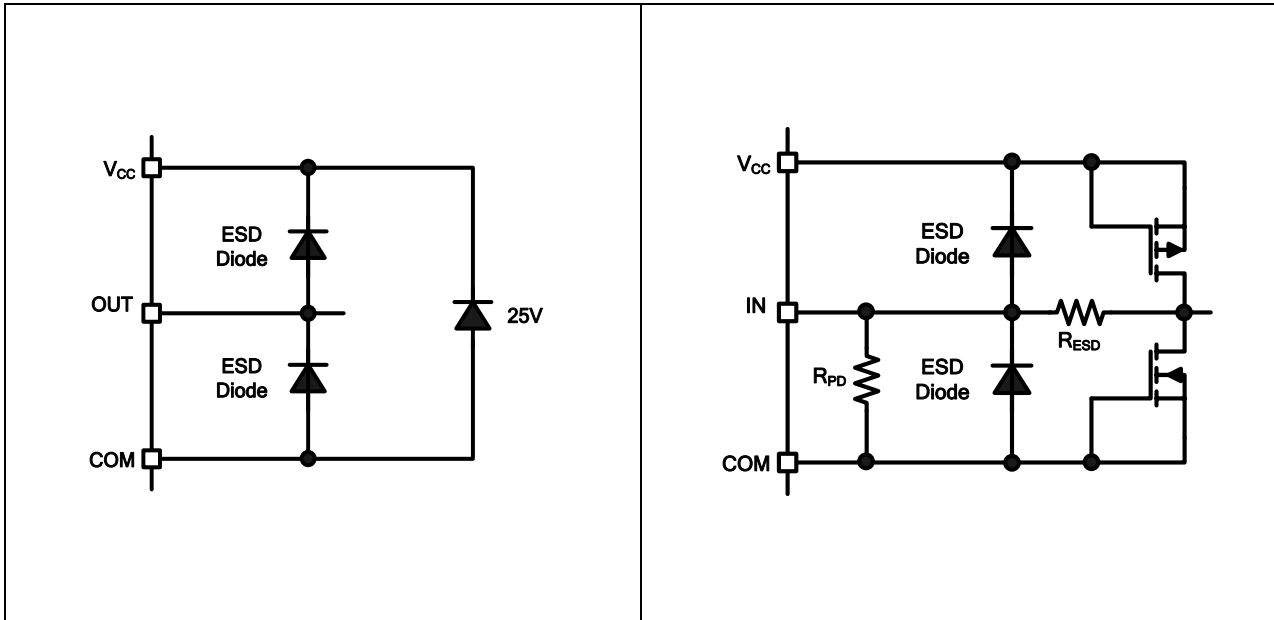 VCC
ESD
Diode
OUT
25V
ESD
Diode
COM
VCC
ESD
Diode
IN
RESD
RPD
ESD
Diode
COM